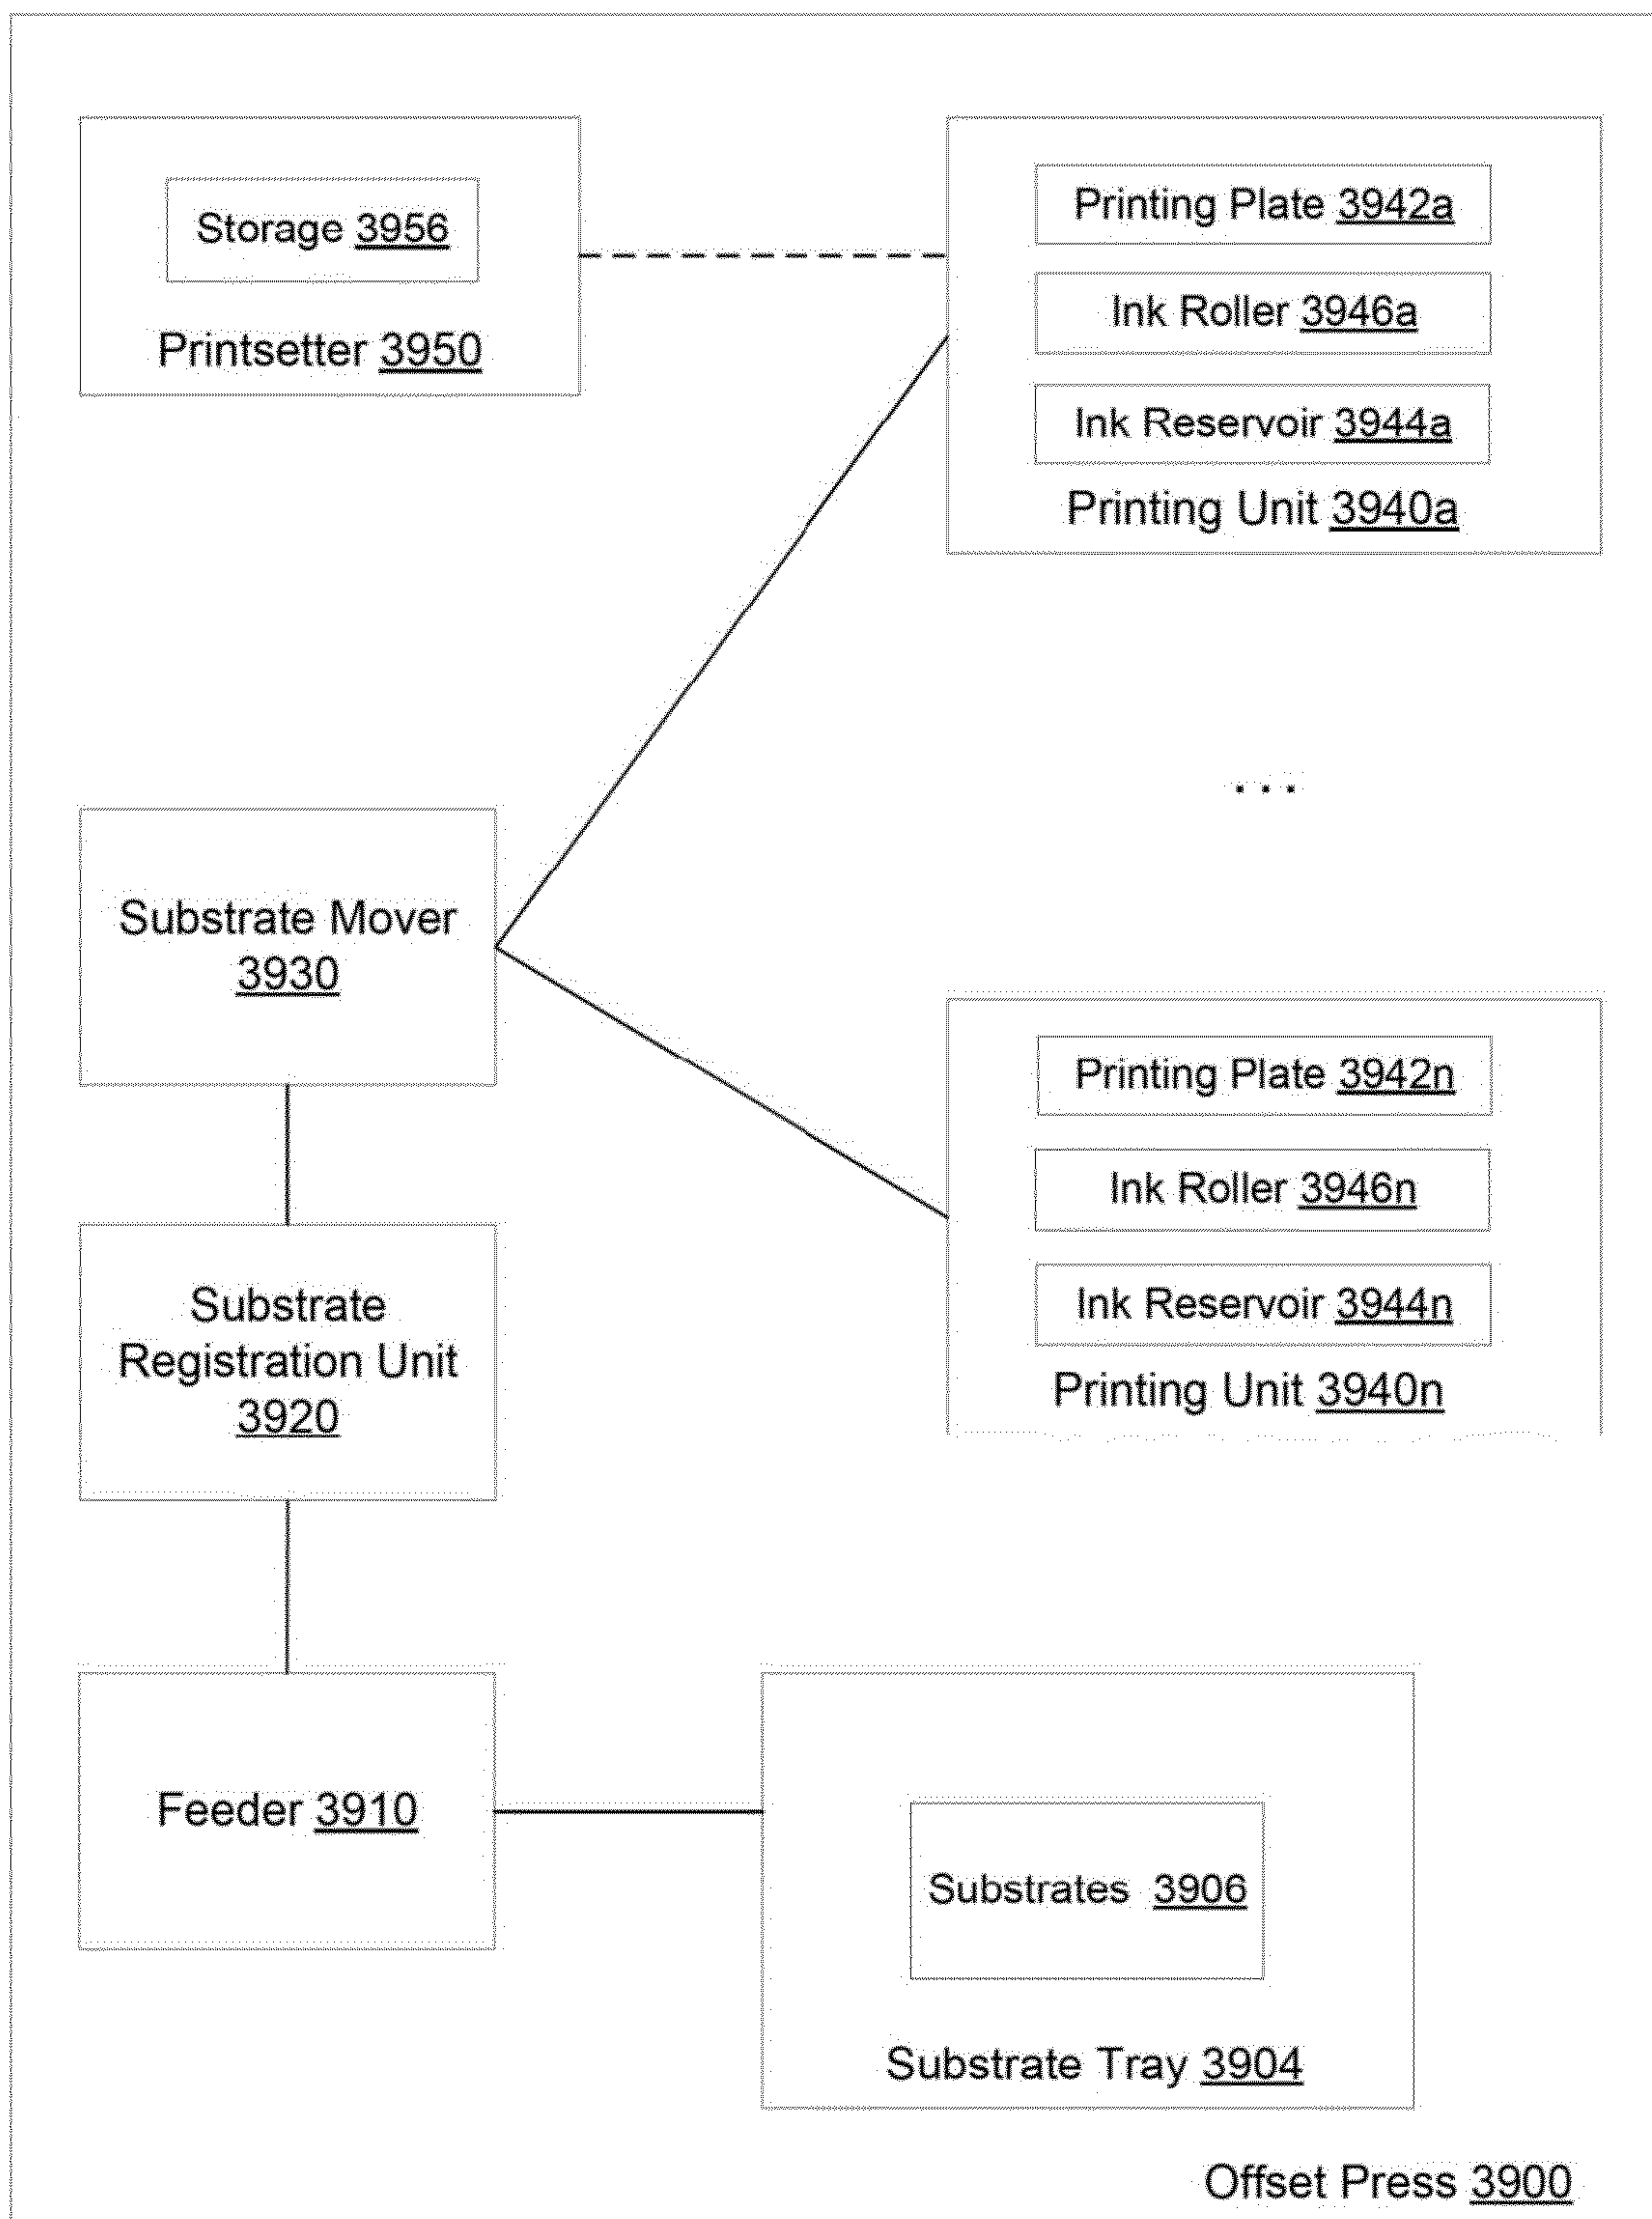 Storage 3956
Printsetter 3950
Printing Plate 3942a
Ink Roller 3946a
Ink Reservoir 3944a
Printing Unit 3940a
...
Substrate Mover
3930
Printing Plate 3942n
Ink Roller 3946n
Ink Reservoir 3944n
Printing Unit 3940n
Substrate
Registration Unit
3920
Feeder 3910
Substrates 3906
Substrate Tray 3904
Offset Press 3900